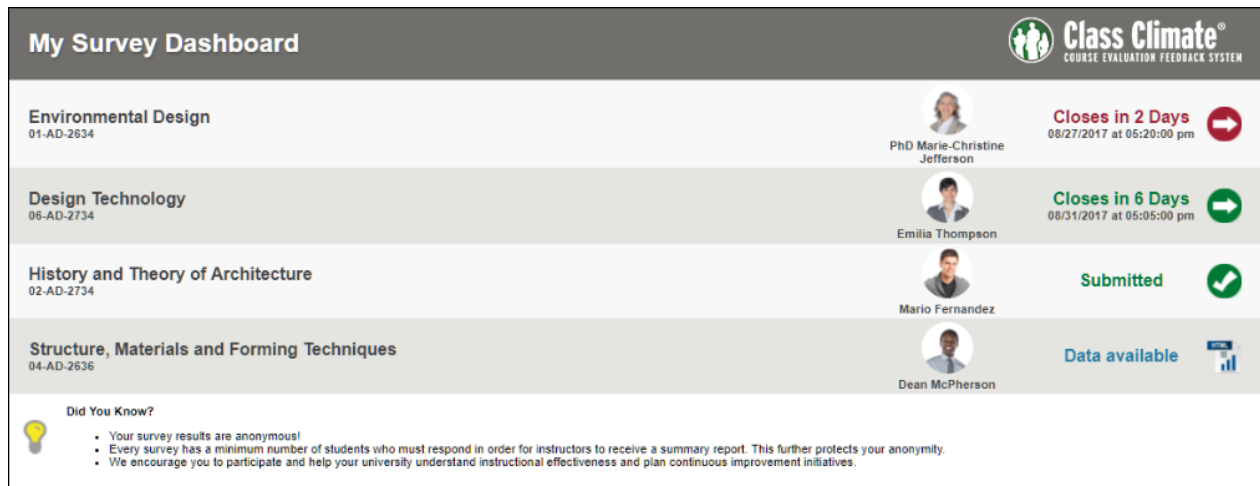 My Survey Dashboard
Class Climate®
COURSE EVALUATION FEEDBACK SYSTEM
Environmental Design
01-AD-2634
PhD Marie-Christine
Jefferson
Closes in 2 Days
08/27/2017 at 05:20:00 pm
Design Technology
06-AD-2734
Emilia Thompson
Closes in 6 Days
08/31/2017 at 05:05:00 pm
History and Theory of Architecture
02-AD-2734
Mario Fernandez
Submitted
Structure, Materials and Forming Techniques
04-AD-2636
Dean McPherson
Data available
HTML
Did You Know?
• Your survey results are anonymous!
• Every survey has a minimum number of students who must respond in order for instructors to receive a summary report. This further protects your anonymity.
• We encourage you to participate and help your university understand instructional effectiveness and plan continuous improvement initiatives.